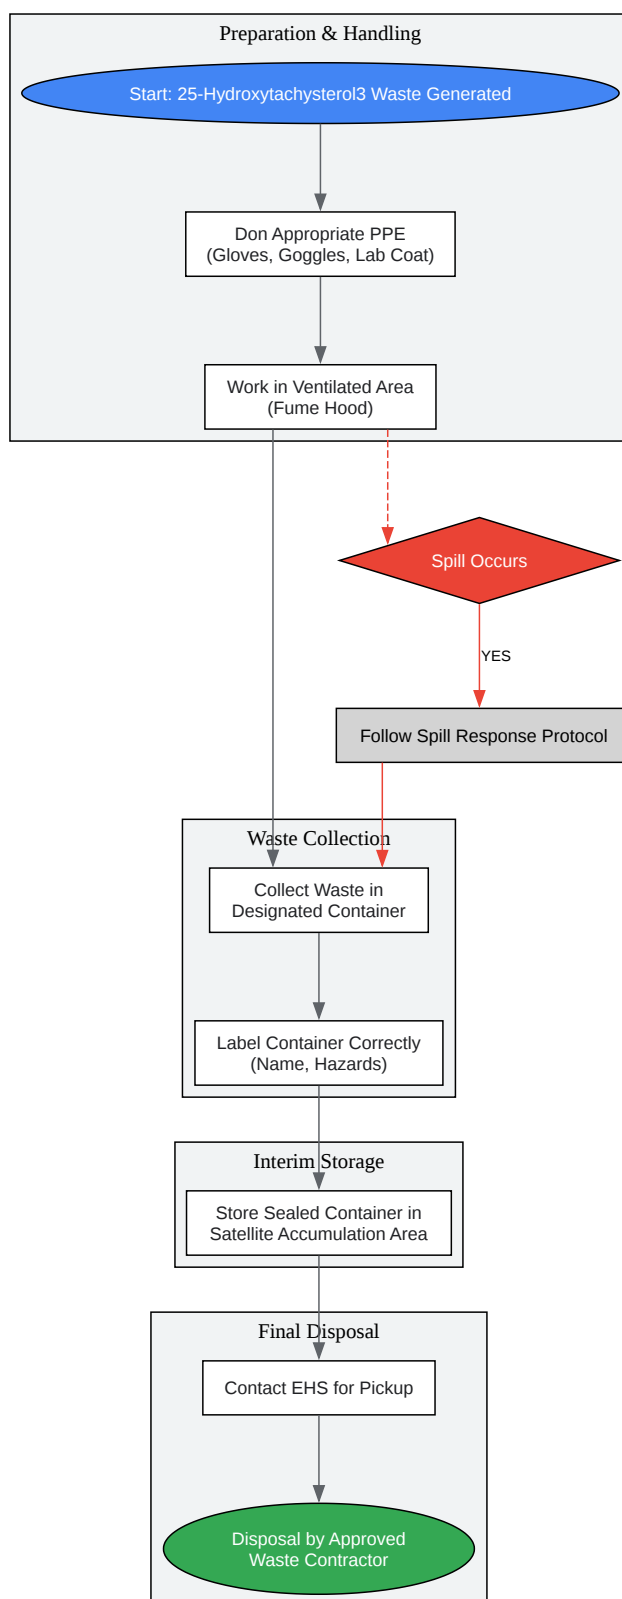 Preparation & Handling
Start: 25-Hydroxytachysterol3 Waste Generated
Don Appropriate PPE
(Gloves, Goggles, Lab Coat)
Work in Ventilated Area
(Fume Hood)
Spill Occurs
YES
Follow Spill Response Protocol
Waste Collection
Collect Waste in
Designated Container
Label Container Correctly
(Name, Hazards)
Interim Storage
Store Sealed Container in
Satellite Accumulation Area
Final Disposal
Contact EHS for Pickup
Disposal by Approved
Waste Contractor